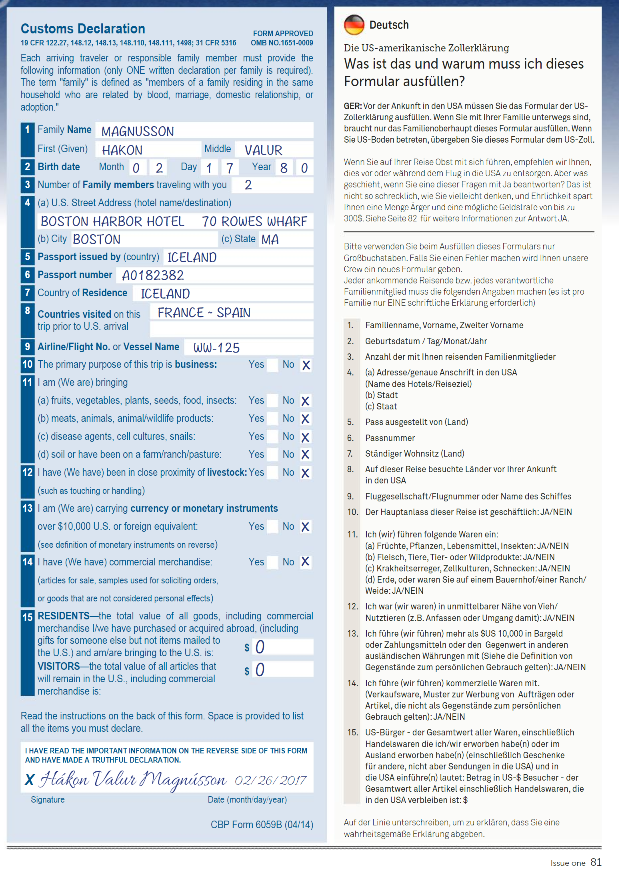 Customs Declaration
FORM APPROVED
19 CFR 122.27, 148.12, 148.13, 148.110, 148.111, 1498; 31 CFR 5316 OMB NO.1651-0009
Each arriving traveler or responsible family member must provide the
following information (only ONE written declaration per family is required).
The term "family" is defined as "members of a family residing in the same
household who are related by blood, marriage, domestic relationship, or
adoption."
1 Family Name MAGNUSSON
First (Given) HAKON Middle VALUR
2 Birth date Month 0 2 Day 1 7 Year 8 0
3 Number of Family members traveling with you 2
4 (a) U.S. Street Address (hotel name/destination)
BOSTON HARBOR HOTEL 70 ROWES WHARF
(b) City BOSTON (c) State MA
5 Passport issued by (country) ICELAND
6 Passport number A0182382
7 Country of Residence ICELAND
8 Countries visited on this FRANCE - SPAIN
trip prior to U.S. arrival
9 Airline/Flight No. or Vessel Name WW-125
10 The primary purpose of this trip is business: Yes No X
11 I am (We are) bringing
(a) fruits, vegetables, plants, seeds, food, insects: Yes No X
(b) meats, animals, animal/wildlife products: Yes No X
(c) disease agents, cell cultures, snails: Yes No X
(d) soil or have been on a farm/ranch/pasture: Yes No X
12 I have (We have) been in close proximity of livestock: Yes No X
(such as touching or handling)
13 I am (We are) carrying currency or monetary instruments
over $10,000 U.S. or foreign equivalent: Yes No X
(see definition of monetary instruments on reverse)
14 I have (We have) commercial merchandise: Yes No X
(articles for sale, samples used for soliciting orders,
or goods that are not considered personal effects)
15 RESIDENTS—the total value of all goods, including commercial
merchandise I/we have purchased or acquired abroad, (including
gifts for someone else but not items mailed to
the U.S.) and am/are bringing to the U.S. is: $ 0
VISITORS—the total value of all articles that
will remain in the U.S., including commercial $ 0
merchandise is:
Read the instructions on the back of this form. Space is provided to list
all the items you must declare.
I HAVE READ THE IMPORTANT INFORMATION ON THE REVERSE SIDE OF THIS FORM
AND HAVE MADE A TRUTHFUL DECLARATION.
X Hákon Valur Magnússon 02/26/2017
Signature Date (month/day/year)
CBP Form 6059B (04/14)
Deutsch
Die US-amerikanische Zollerklärung
Was ist das und warum muss ich dieses
Formular ausfüllen?
GER: Vor der Ankunft in den USA müssen Sie das Formular der US-
Zollerklärung ausfüllen. Wenn Sie mit Ihrer Familie unterwegs sind,
braucht nur das Familienoberhaupt dieses Formular ausfüllen. Wenn
Sie US-Boden betreten, übergeben Sie dieses Formular dem US-Zoll.
Wenn Sie auf Ihrer Reise Obst mit sich führen, empfehlen wir Ihnen,
dies vor oder während dem Flug in die USA zu entsorgen. Aber was
geschieht, wenn Sie eine dieser Fragen mit Ja beantworten? Das ist
nicht so schrecklich, wie Sie vielleicht denken, und Ehrlichkeit spart
Ihnen eine Menge Ärger und eine mögliche Geldstrafe von bis zu
300$. Siehe Seite 82 für weitere Informationen zur Antwort JA.
Bitte verwenden Sie beim Ausfüllen dieses Formulars nur
Großbuchstaben. Falls Sie einen Fehler machen wird Ihnen unsere
Crew ein neues Formular geben.
Jeder ankommende Reisende bzw. jedes verantwortliche
Familienmitglied muss die folgenden Angaben machen (es ist pro
Familie nur EINE schriftliche Erklärung erforderlich)
1. Familienname, Vorname, Zweiter Vorname
2. Geburtsdatum / Tag/Monat/Jahr
3. Anzahl der mit Ihnen reisenden Familienmitglieder
4. (a) Adresse/genaue Anschrift in den USA
(Name des Hotels/Reiseziel)
(b) Stadt
(c) Staat
5. Pass ausgestellt von (Land)
6. Passnummer
7. Ständiger Wohnsitz (Land)
8. Auf dieser Reise besuchte Länder vor Ihrer Ankunft
in den USA
9. Fluggesellschaft/Flugnummer oder Name des Schiffes
10. Der Hauptanlass dieser Reise ist geschäftlich: JA/NEIN
11. Ich (wir) führen folgende Waren ein:
(a) Früchte, Pflanzen, Lebensmittel, Insekten: JA/NEIN
(b) Fleisch, Tiere, Tier- oder Wildprodukte: JA/NEIN
(c) Krakheitserreger, Zellkulturen, Schnecken: JA/NEIN
(d) Erde, oder waren Sie auf einem Bauernhof/einer Ranch/
Weide: JA/NEIN
12. Ich war (wir waren) in unmittelbarer Nähe von Vieh/
Nutztieren (z.B. Anfassen oder Umgang damit): JA/NEIN
13. Ich führe (wir führen) mehr als $US 10,000 in Bargeld
oder Zahlungsmitteln oder den Gegenwert in anderen
ausländischen Währungen mit (Siehe die Definition von
Gegenstände zum persönlichen Gebrauch gelten): JA/NEIN
14. Ich führe (wir führen) kommerzielle Waren mit.
(Verkaufsware, Muster zur Werbung von Aufträgen oder
Artikel, die nicht als Gegenstände zum persönlichen
Gebrauch gelten): JA/NEIN
15. US-Bürger - der Gesamtwert aller Waren, einschließlich
Handelswaren die ich/wir erworben habe(n) oder im
Ausland erworben habe(n) (einschließlich Geschenke
für andere, nicht aber Sendungen in die USA) und in
die USA einführe(n) lautet: Betrag in US-$ Besucher - der
Gesamtwert aller Artikel einschließlich Handelswaren, die
in den USA verbleiben ist: $
Auf der Linie unterschreiben, um zu erklären, dass Sie eine
wahrheitsgemäße Erklärung abgeben.
Issue one 81